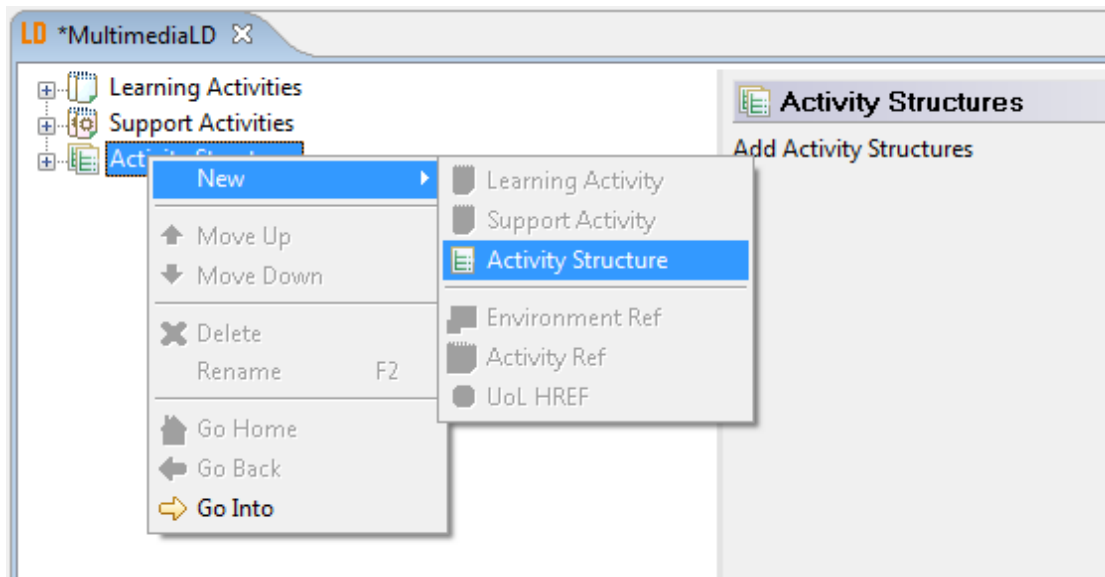 LD *MultimediaLD
Learning Activities
Support Activities
Activity Structures
Add Activity Structures
New
Move Up
Move Down
Delete
Rename F2
Go Home
Go Back
Go Into
Learning Activity
Support Activity
Activity Structure
Environment Ref
Activity Ref
UoL HREF